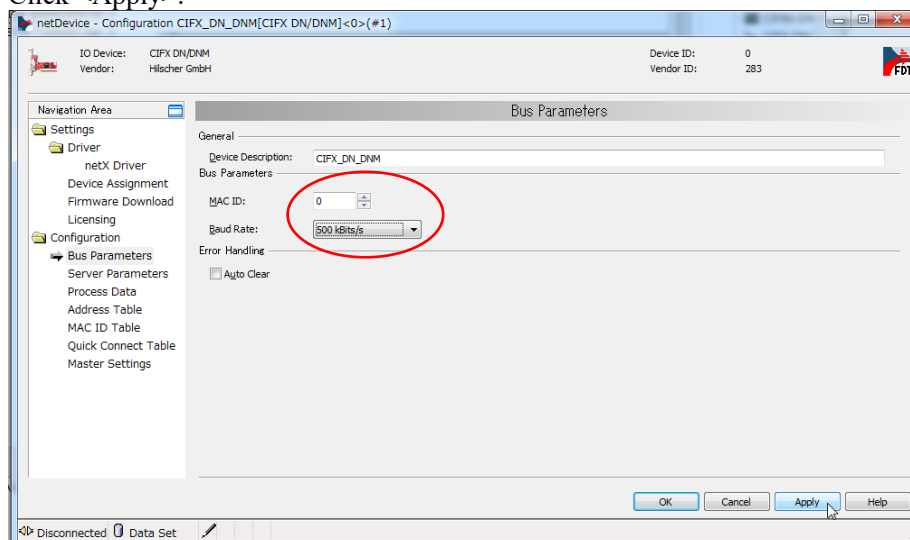 Click <Apply>.
netDevice - Configuration CIFX_DN_DNM[CIFX DN/DNM]<0>(#1)
IO Device: CIFX DN/DNM Device ID: 0
Vendor: Hilscher GmbH Vendor ID: 283
FDT
Navigation Area
Bus Parameters
Settings
Driver
netX Driver
Device Assignment
Firmware Download
Licensing
Configuration
Bus Parameters
Server Parameters
Process Data
Address Table
MAC ID Table
Quick Connect Table
Master Settings
General
Device Description: CIFX_DN_DNM
Bus Parameters
MAC ID: 0
Baud Rate: 500 kBits/s
Error Handling
Auto Clear
OK Cancel Apply Help
Disconnected Data Set